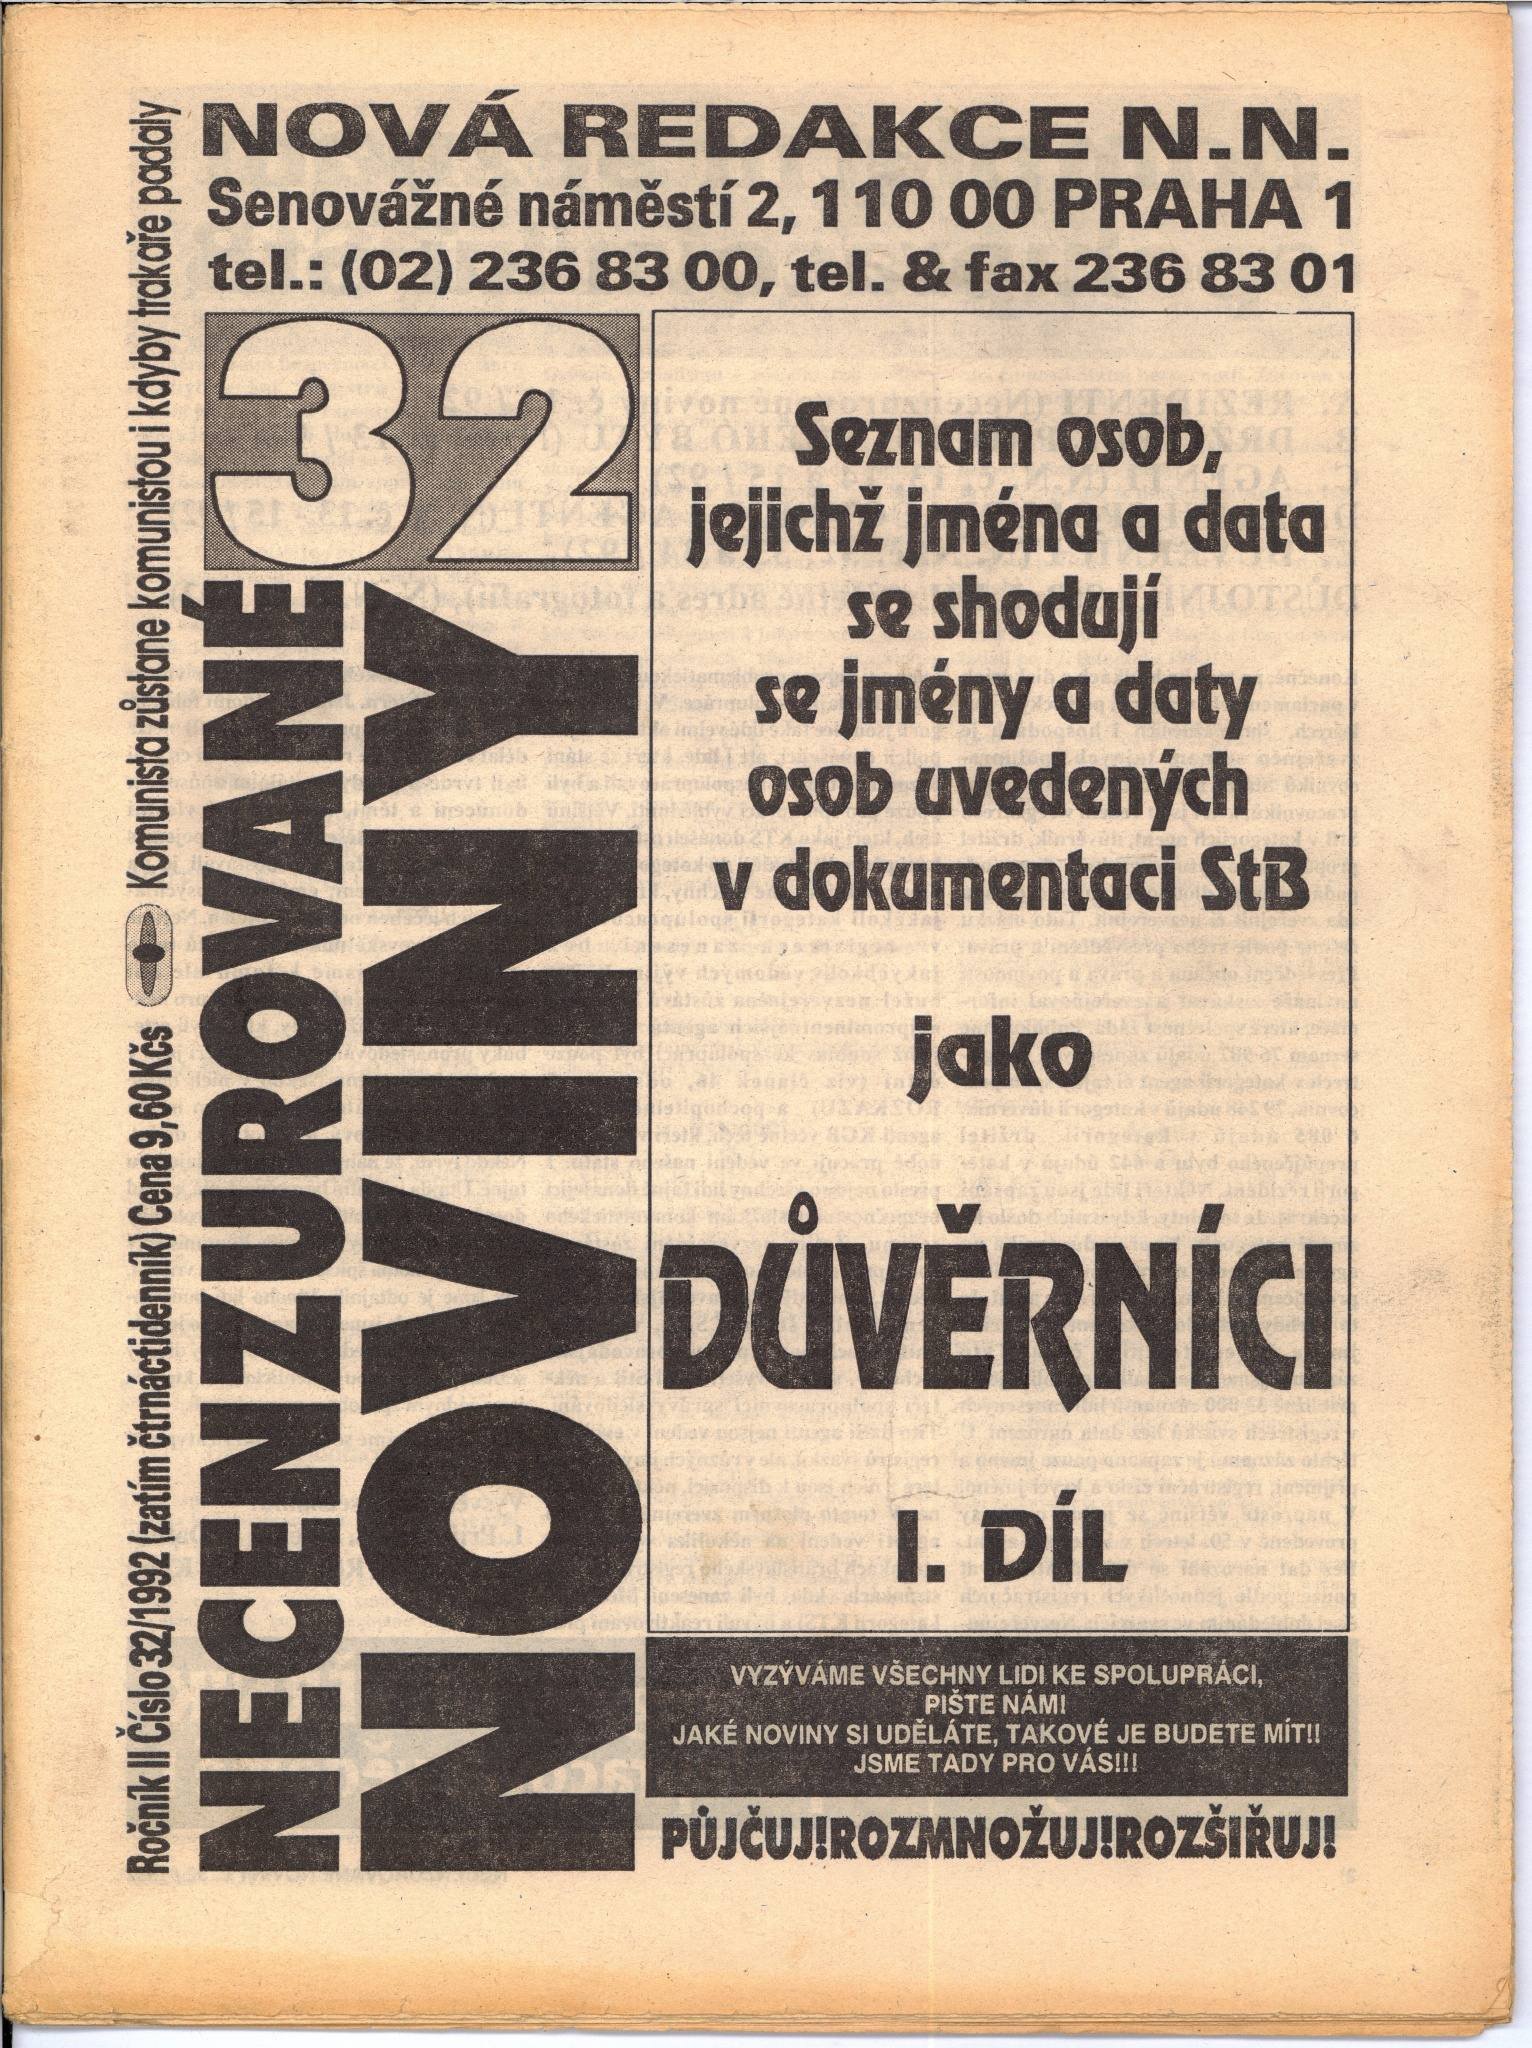 NOVÁ REDAKCE N.N.
Senovážné náměstí 2, 110 00 PRAHA 1
tel.: (02) 236 83 00, tel. & fax 236 83 01
Ročník II Číslo 32/1992 (zatím čtrnáctidenník) Cena 9,60 Kčs
Komunista zůstane komunistou i kdyby trakaře padaly
NECENZUROVANÉ
NOVINY
32
Seznam osob,
jejichž jména a data
se shodují
se jmény a daty
osob uvedených
v dokumentaci StB
jako
DŮVĚRNÍCI
I. DÍL
VYZÝVÁME VŠECHNY LIDI KE SPOLUPRÁCI,
PIŠTE NÁM!
JAKÉ NOVINY SI UDĚLÁTE, TAKOVÉ JE BUDETE MÍT!!
JSME TADY PRO VÁS!!!
PŮJČUJ!ROZMNOŽUJ!ROZŠIŘUJ!